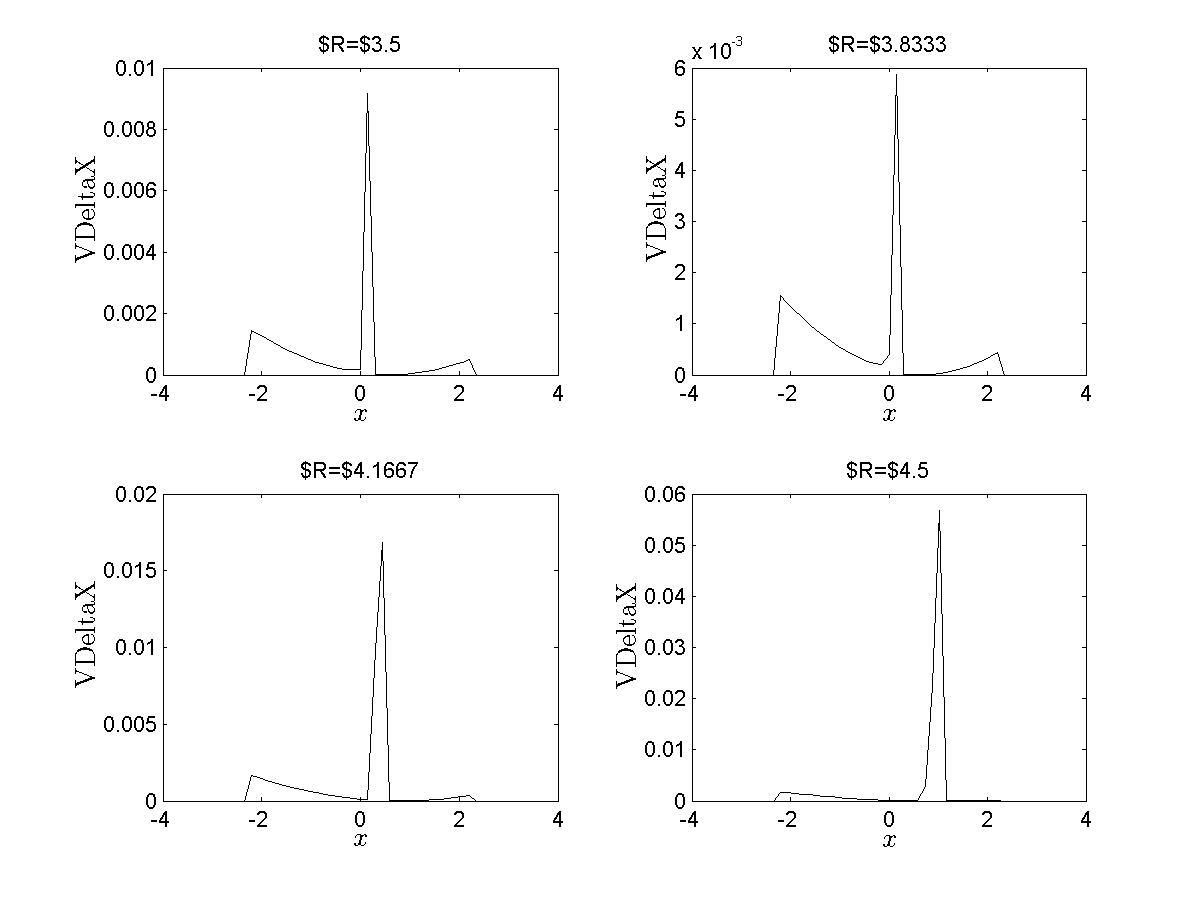 $R=$3.5
0.01
0.008
0.006
0.004
0.002
0
-4 -2 0 2 4
x
VDeltaX
$R=$3.8333
x 10-3
6
5
4
3
2
1
0
-4 -2 0 2 4
x
VDeltaX
$R=$4.1667
0.02
0.015
0.01
0.005
0
-4 -2 0 2 4
x
VDeltaX
$R=$4.5
0.06
0.05
0.04
0.03
0.02
0.01
0
-4 -2 0 2 4
x
VDeltaX